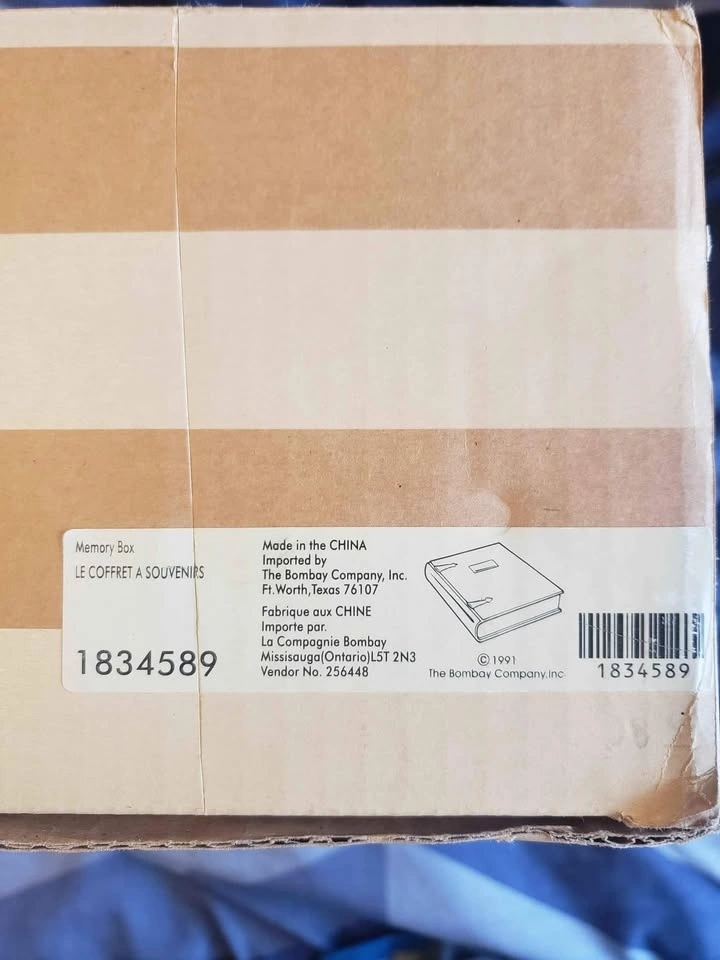 Memory Box
LE COFFRET A SOUVENIRS
1834589
Made in the CHINA
Imported by
The Bombay Company, Inc.
Ft.Worth,Texas 76107
Fabrique aux CHINE
Importe par.
La Compagnie Bombay
Missisauga(Ontario)L5T 2N3
Vendor No. 256448
©1991
The Bombay Company,Inc
1834589